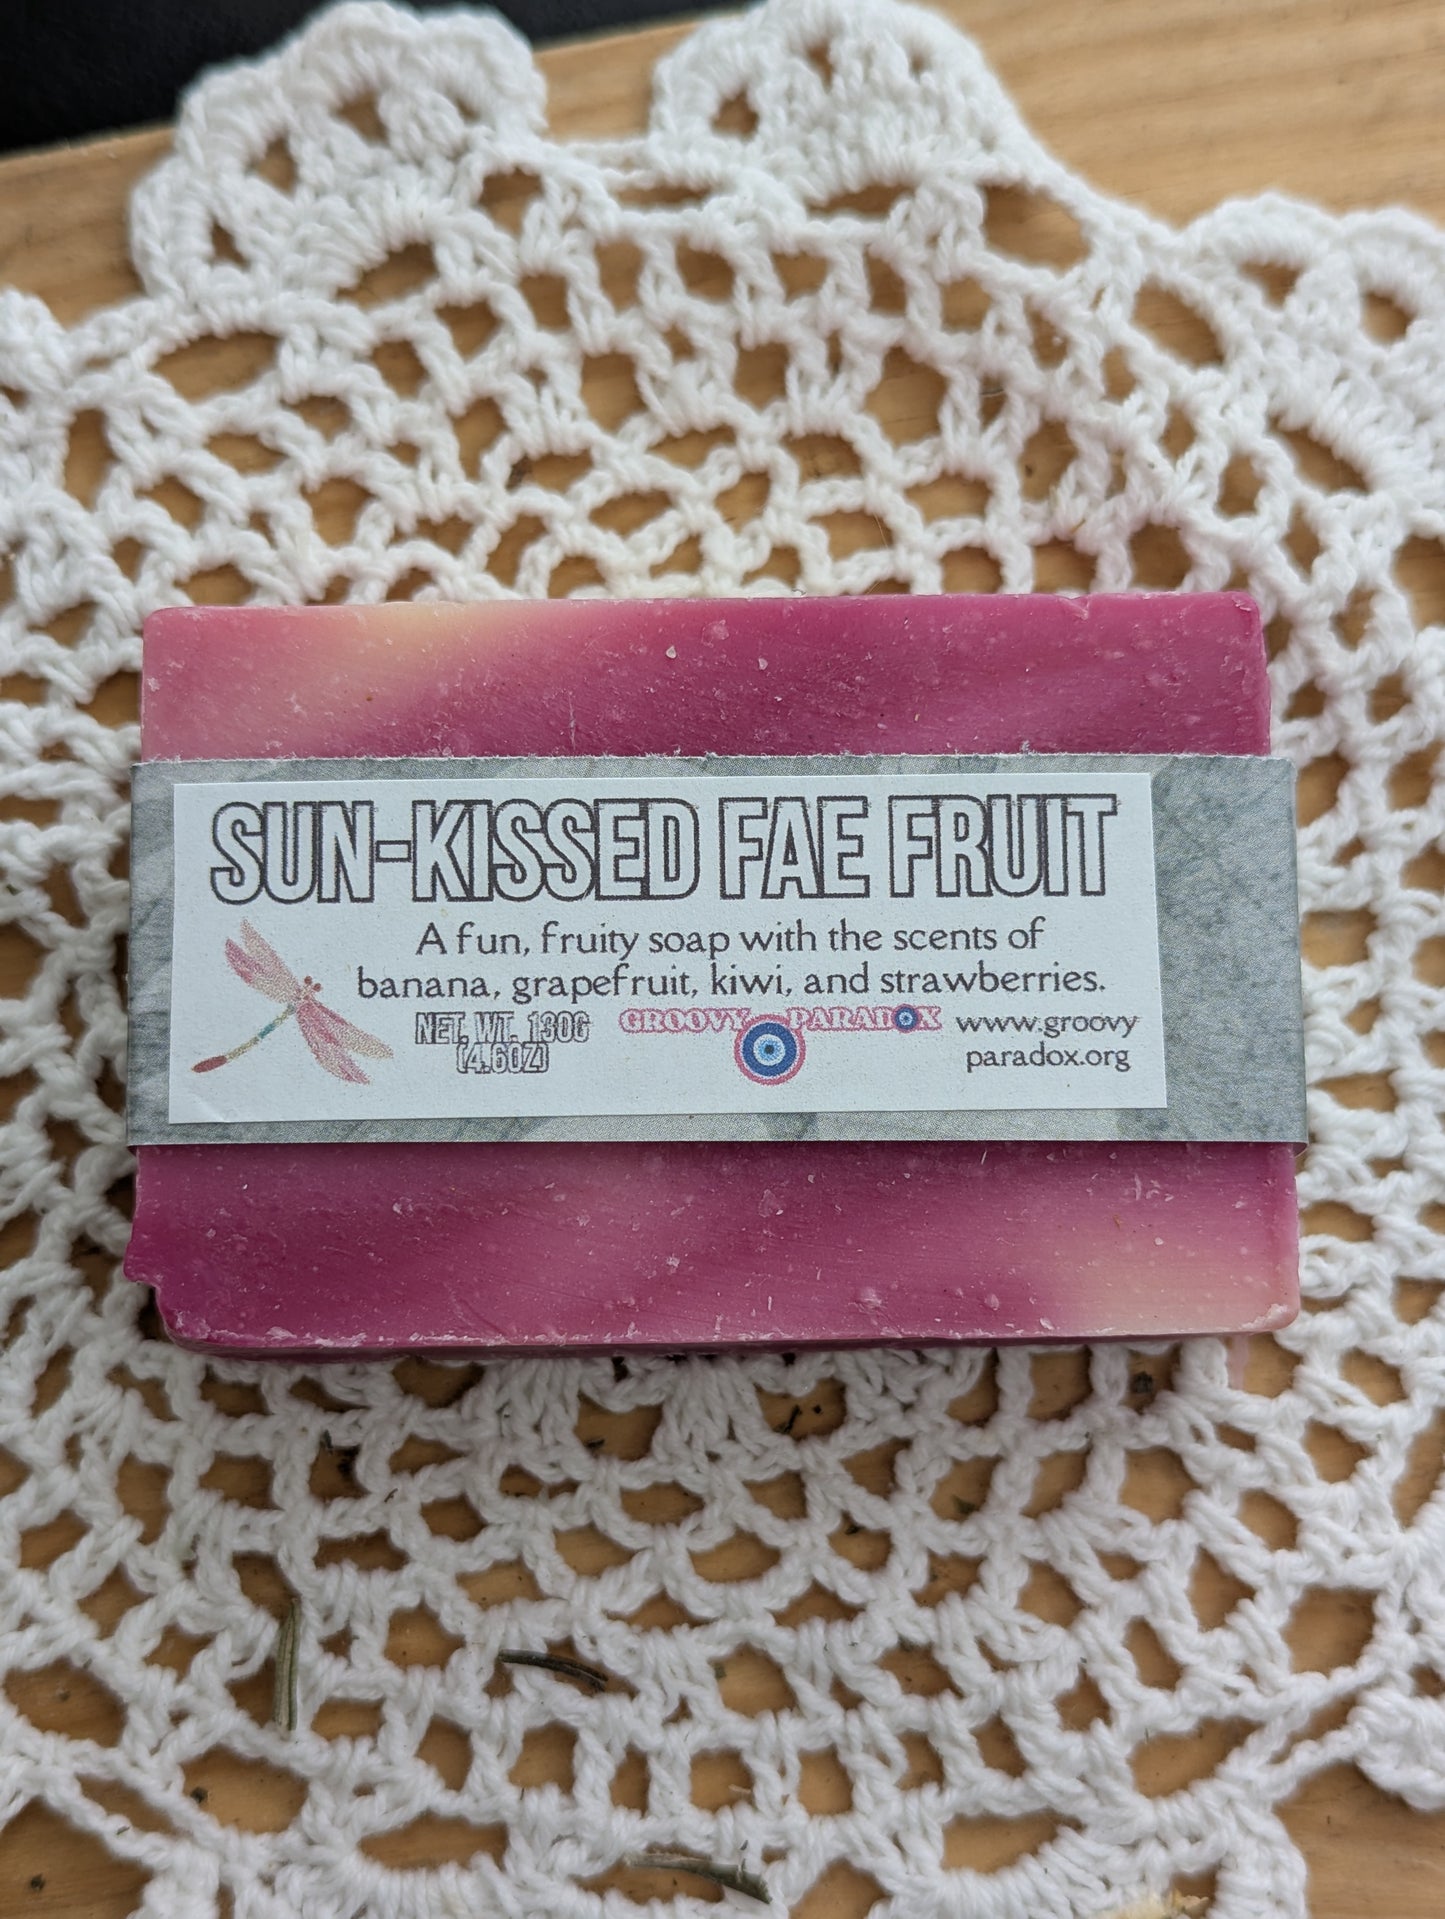 SUN-KISSED FAE FRUIT
A fun, fruity soap with the scents of
banana, grapefruit, kiwi, and strawberries.
NET. WT. 130G
(4.6OZ)
GROOVY PARADOX
www.groovy
paradox.org